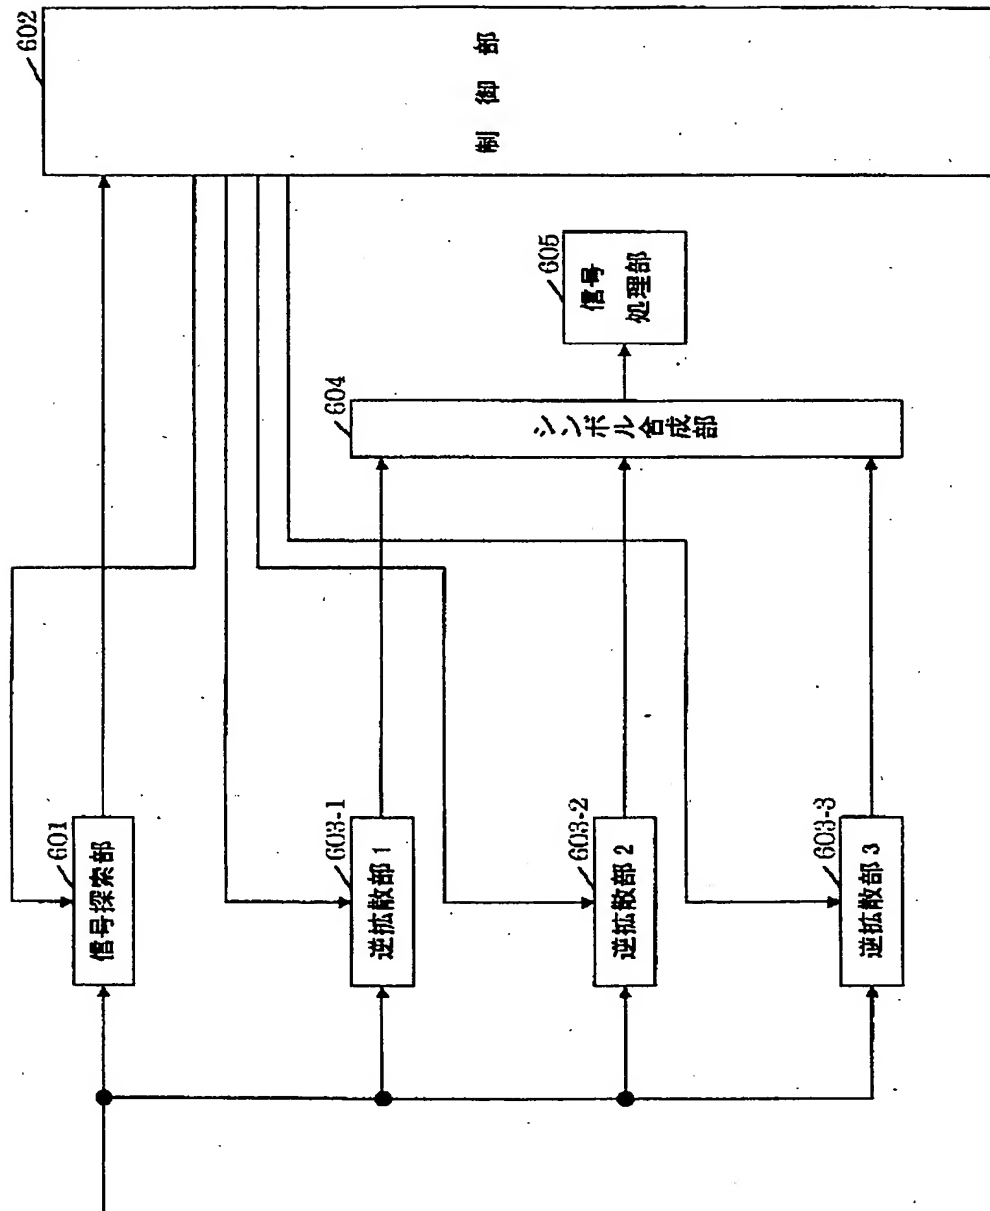 602
制御部
601
信号探索部
603-1
逆拡散部1
603-2
逆拡散部2
603-3
逆拡散部3
604
シンボル合成部
605
信号
処理部